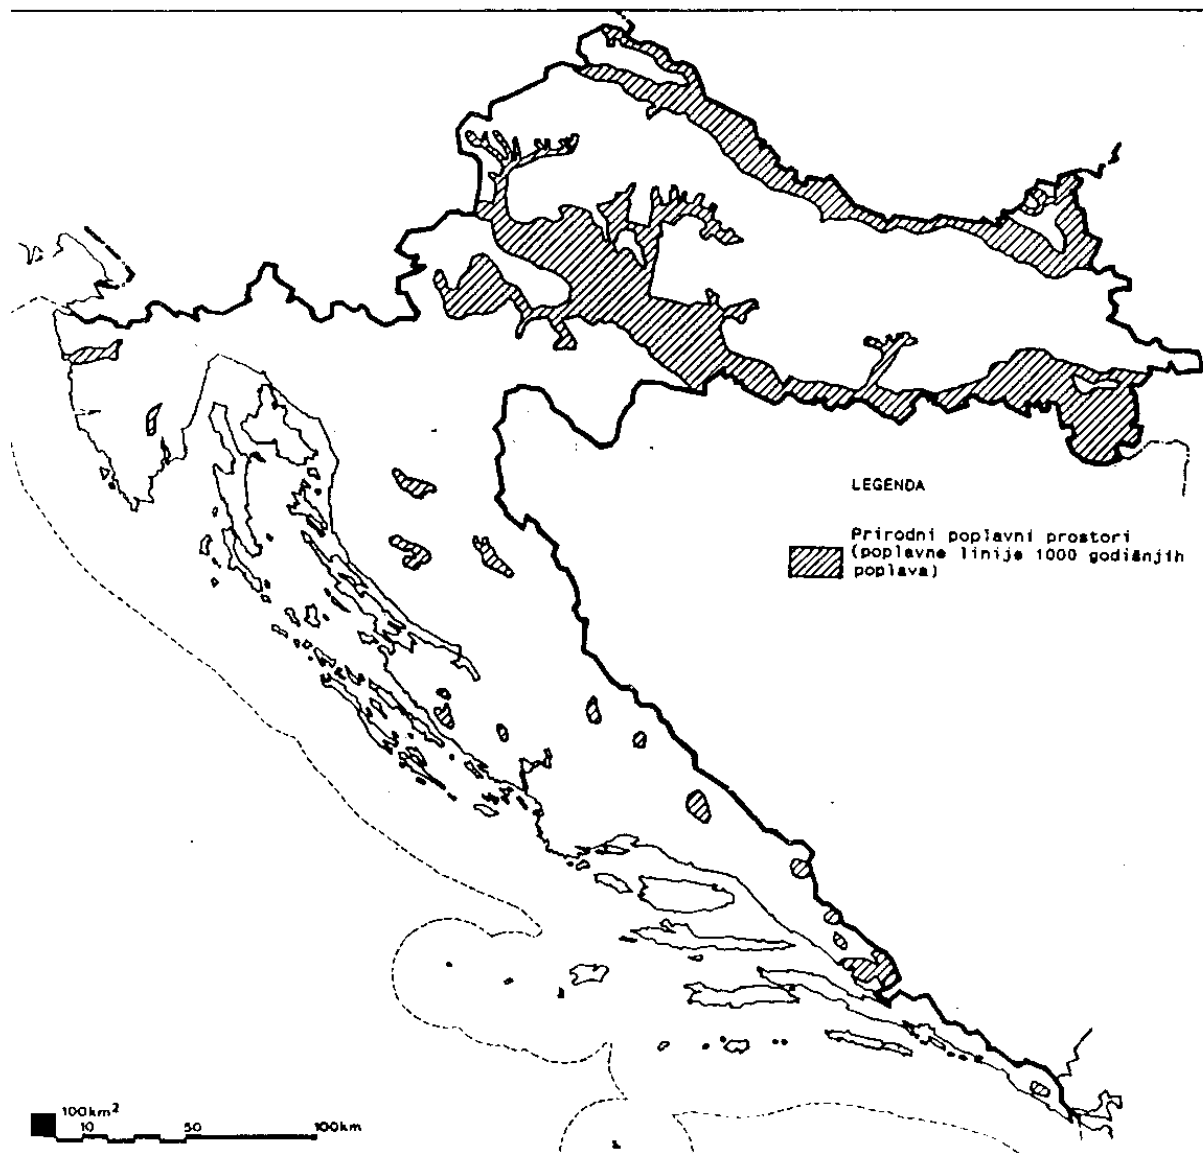 LEGENDA
Prirodni poplavni prostori
(poplavne linije 1000 godišnjih
poplava)
100km²
10 50 100km